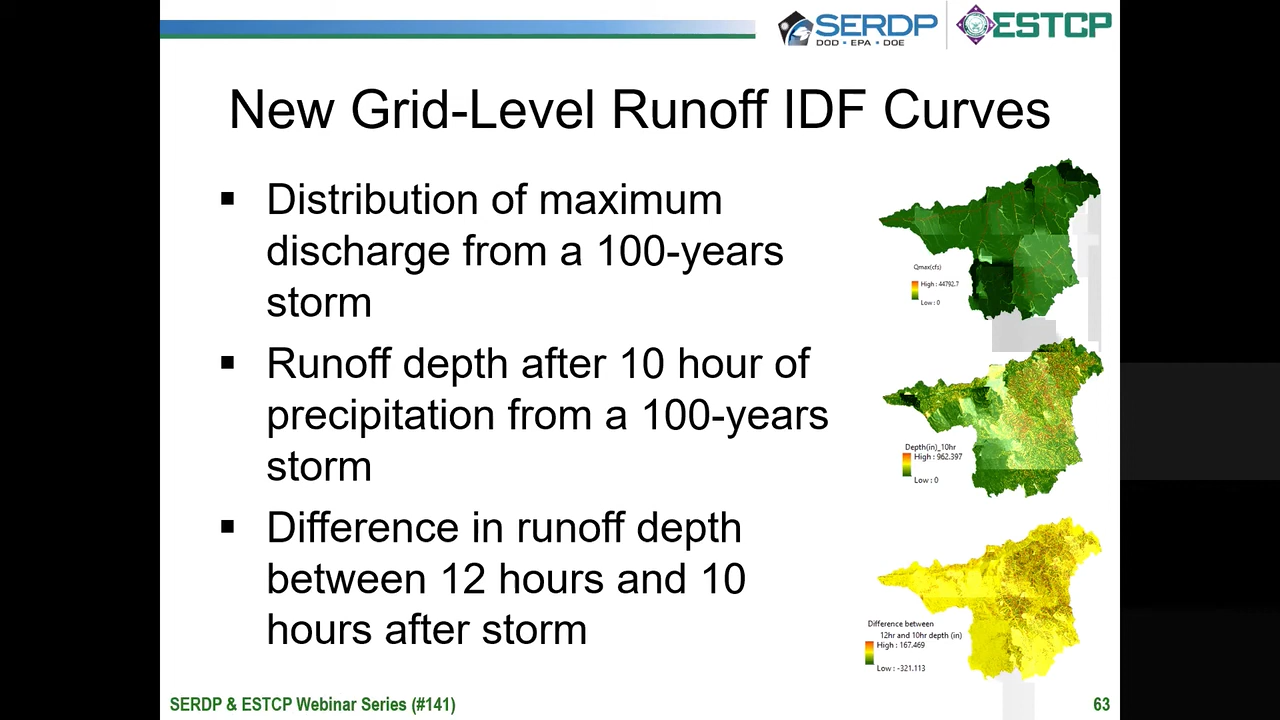 SERDP
DOD • EPA • DOE
ESTCP
New Grid-Level Runoff IDF Curves
▪ Distribution of maximum
discharge from a 100-years
storm
▪ Runoff depth after 10 hour of
precipitation from a 100-years
storm
▪ Difference in runoff depth
between 12 hours and 10
hours after storm
Qmax(cfs)
High : 44792.7
Low : 0
Depth(in)_10hr
High : 962.397
Low : 0
Difference between
12hr and 10hr depth (in)
High : 167.469
Low : -321.113
SERDP & ESTCP Webinar Series (#141)
63